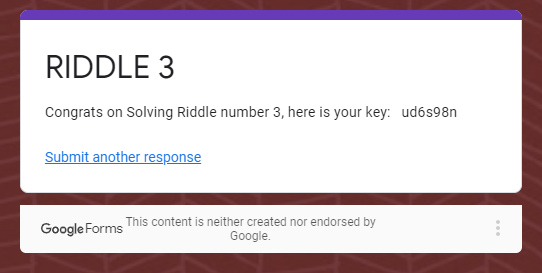 RIDDLE 3
Congrats on Solving Riddle number 3, here is your key: ud6s98n
Submit another response
Google Forms
This content is neither created nor endorsed by
Google.